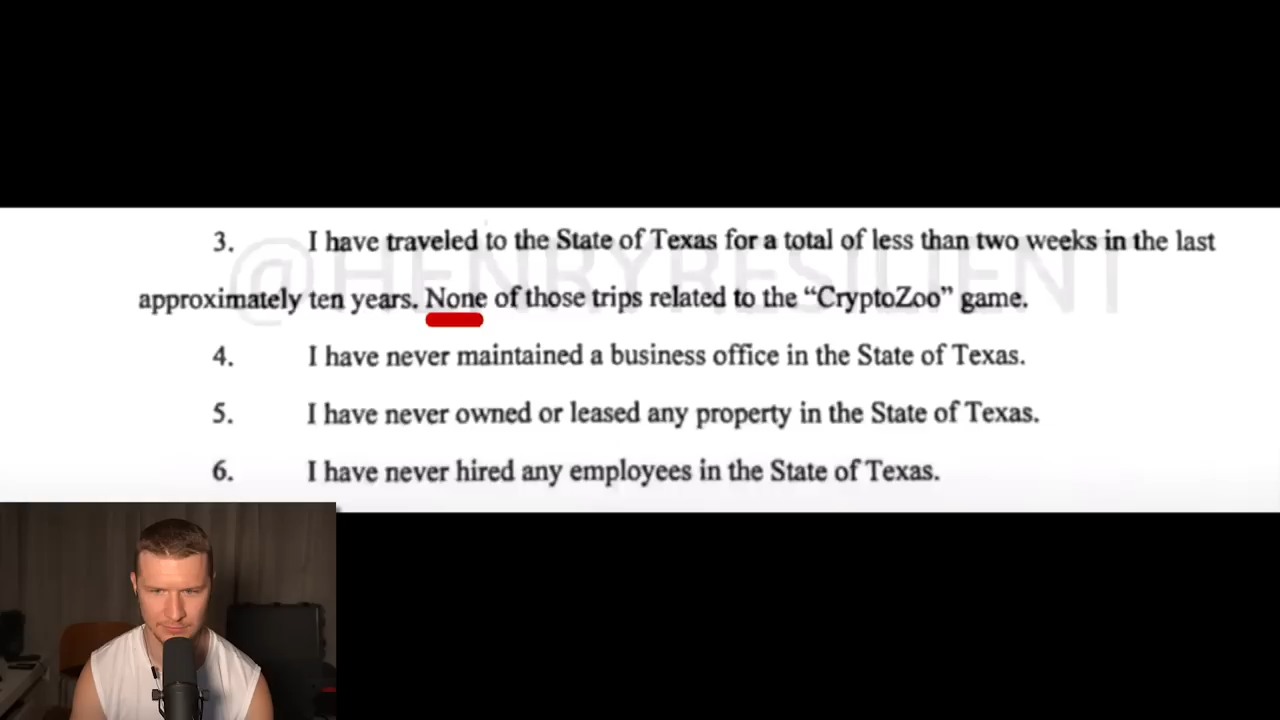 @HENRYRESILIENT
3. I have traveled to the State of Texas for a total of less than two weeks in the last
approximately ten years. None of those trips related to the “CryptoZoo” game.
4. I have never maintained a business office in the State of Texas.
5. I have never owned or leased any property in the State of Texas.
6. I have never hired any employees in the State of Texas.